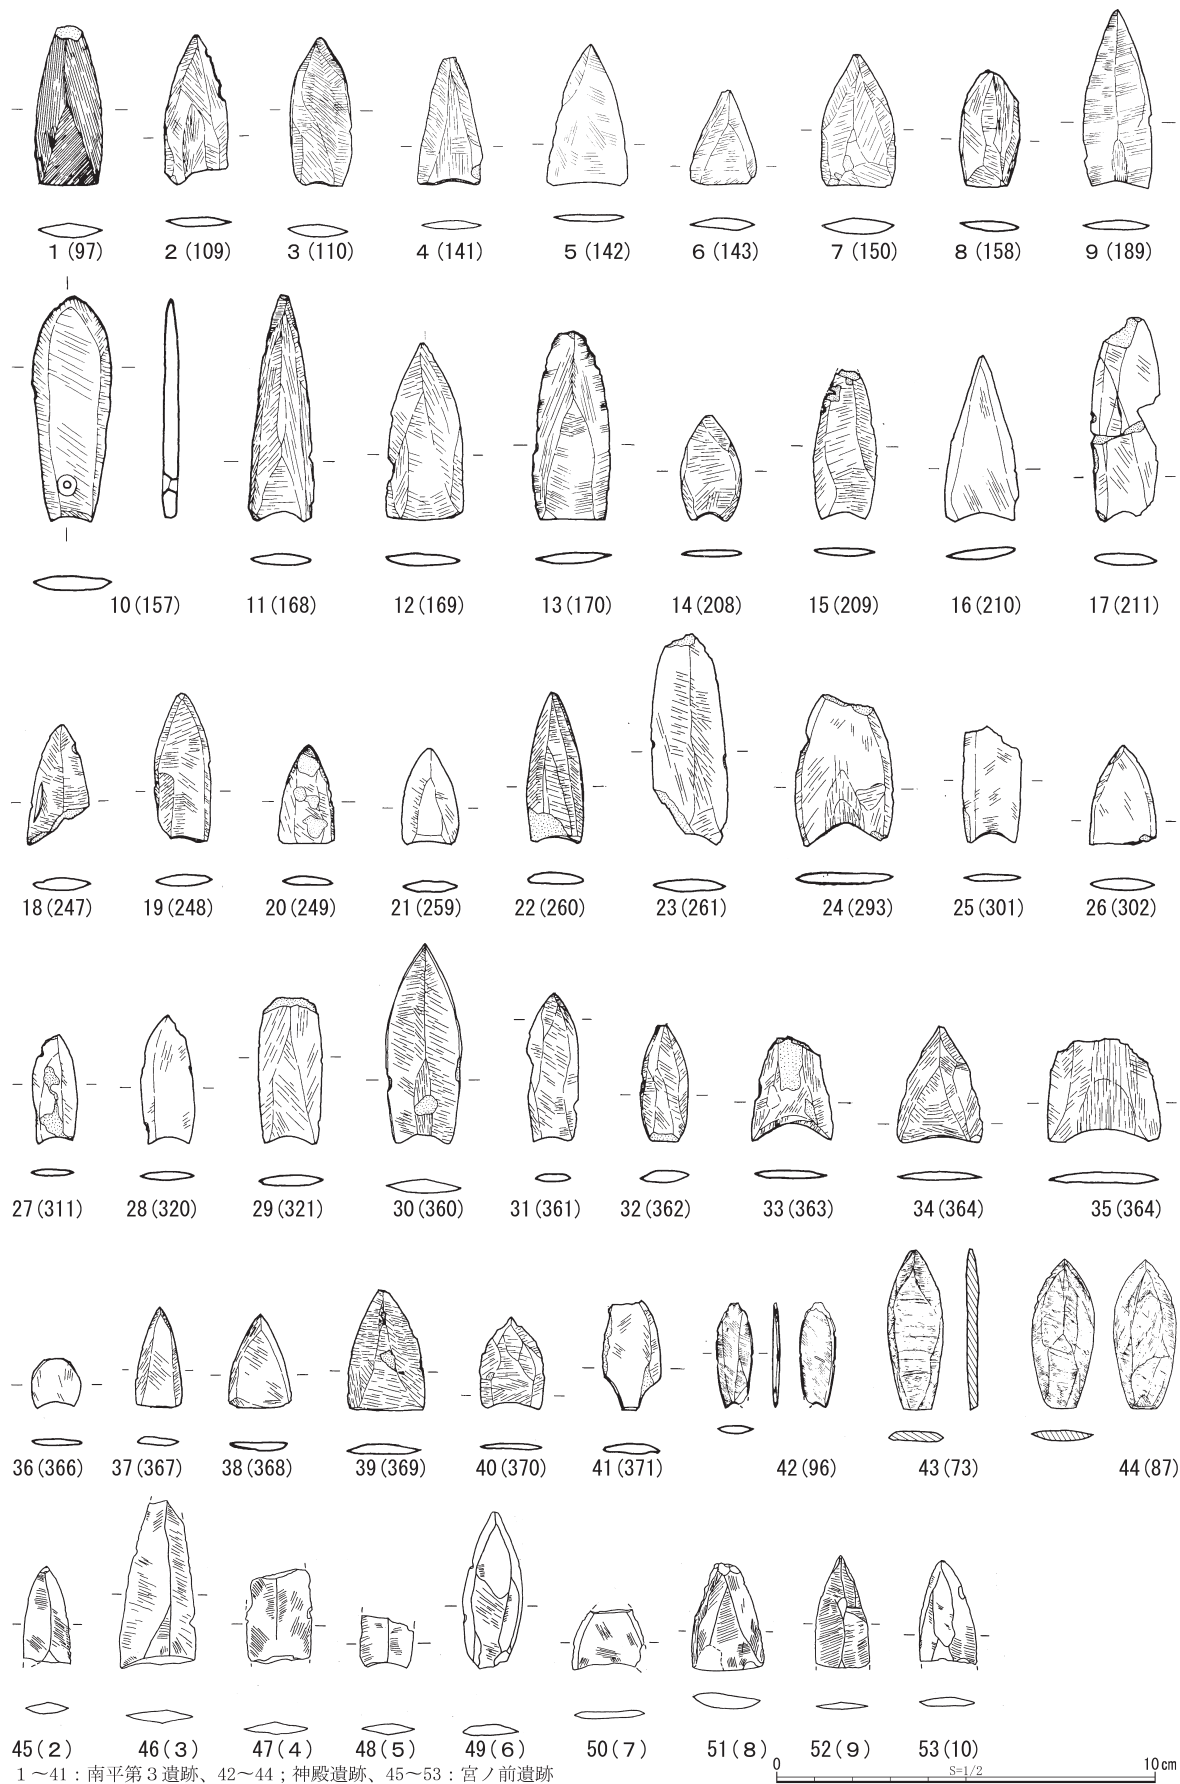 1(97) 2(109) 3(110) 4(141) 5(142) 6(143) 7(150) 8(158) 9(189)
10(157) 11(168) 12(169) 13(170) 14(208) 15(209) 16(210) 17(211)
18(247) 19(248) 20(249) 21(259) 22(260) 23(261) 24(293) 25(301) 26(302)
27(311) 28(320) 29(321) 30(360) 31(361) 32(362) 33(363) 34(364) 35(364)
36(366) 37(367) 38(368) 39(369) 40(370) 41(371) 42(96) 43(73) 44(87)
45(2) 46(3) 47(4) 48(5) 49(6) 50(7) 51(8) 52(9) 53(10)
1～41：南平第3遺跡、42～44；神殿遺跡、45～53：宮ノ前遺跡
0 S=1/2 10cm